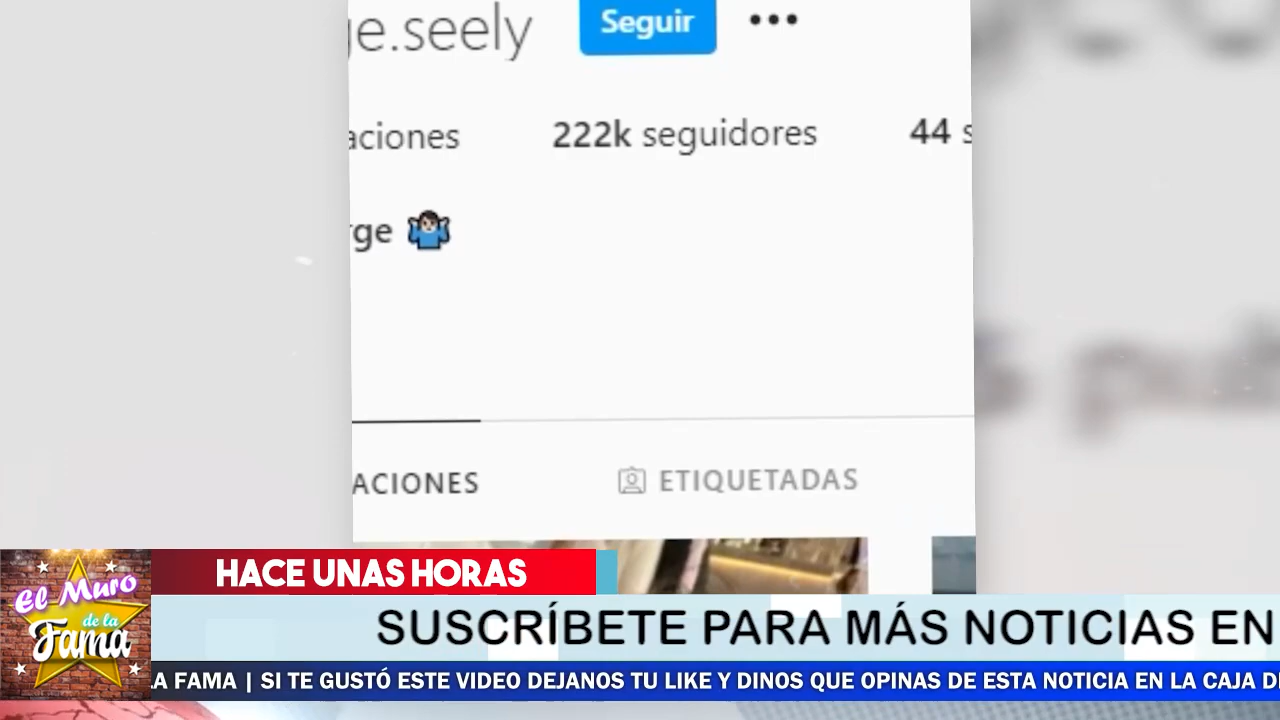 ge.seely Seguir
aciones 222k seguidores 44 s
rge
ACIONES ETIQUETADAS
El Muro
de la
Fama
HACE UNAS HORAS
SUSCRÍBETE PARA MÁS NOTICIAS EN
LA FAMA | SI TE GUSTÓ ESTE VIDEO DEJANOS TU LIKE Y DINOS QUE OPINAS DE ESTA NOTICIA EN LA CAJA DE